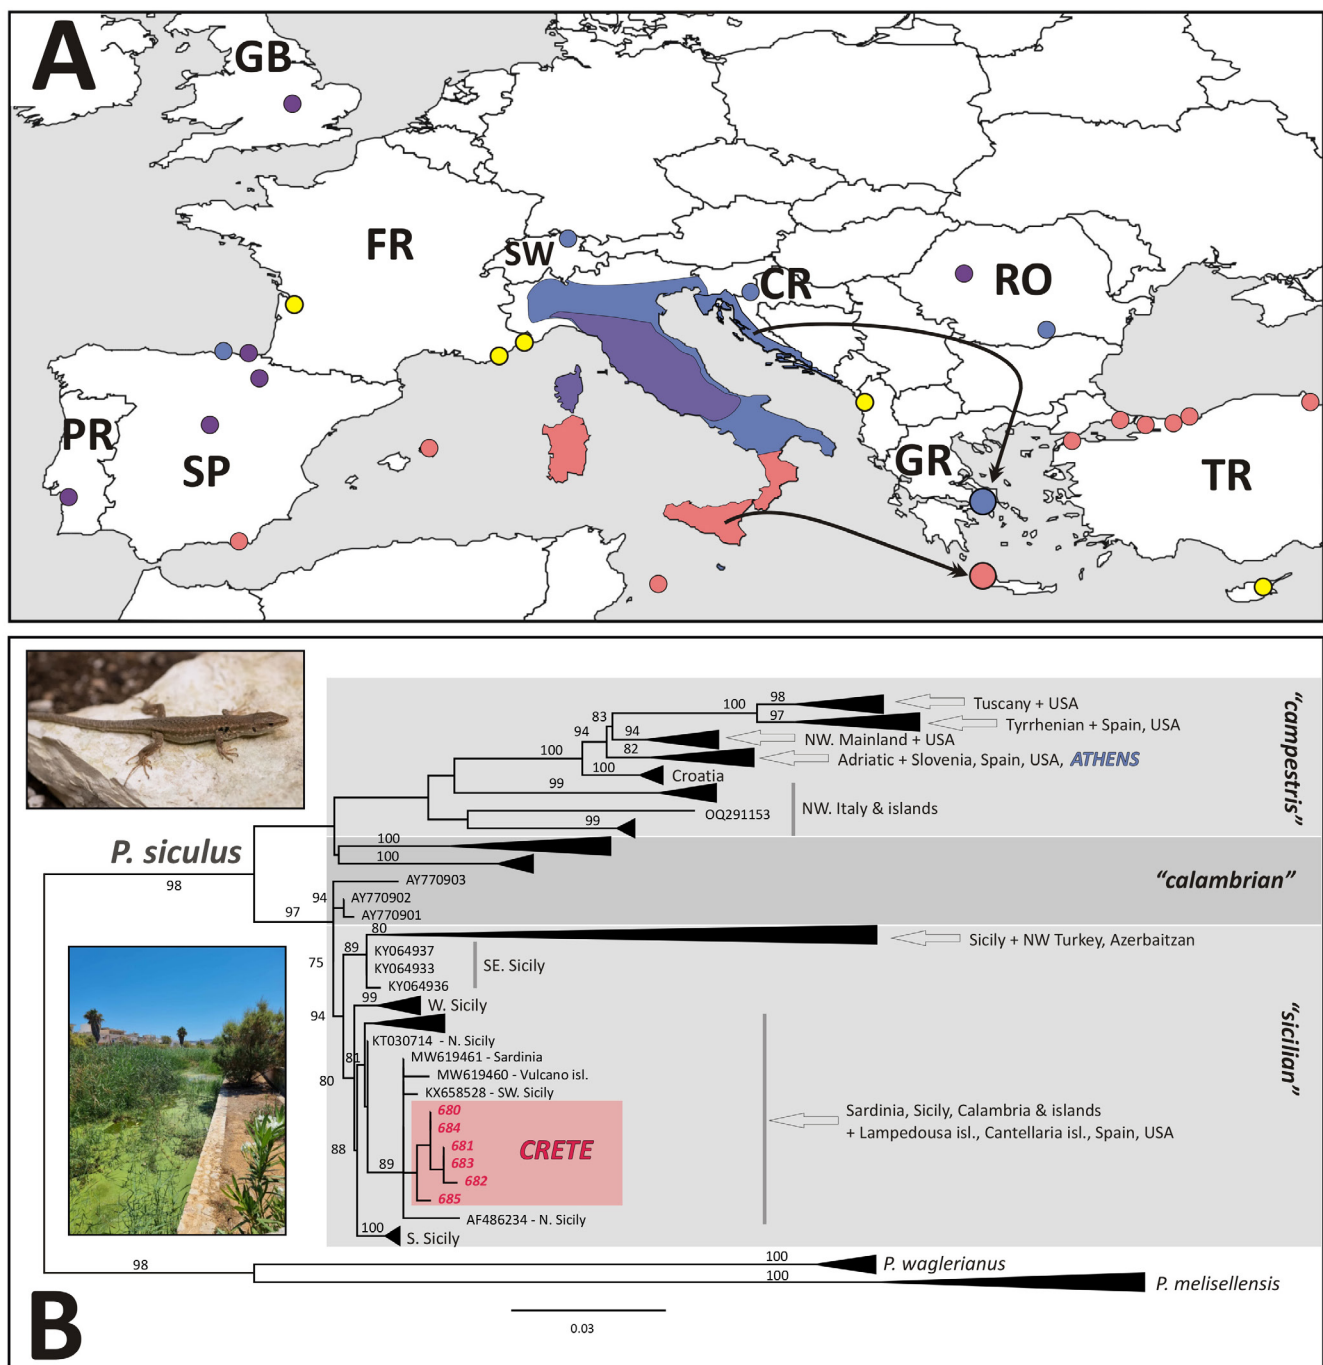 A
GB
FR
SW
CR
RO
PR
SP
GR
TR
P. siculus
"campestris"
98
100
Tuscany + USA
83
97
Tyrrhenian + Spain, USA
94
94
NW. Mainland + USA
100
82
Adriatic + Slovenia, Spain, USA, ATHENS
100
Croatia
99
NW. Italy & islands
OQ291153
99
100
100
"calambrian"
98
AY770903
94
AY770902
97
AY770901
80
Sicily + NW Turkey, Azerbaitzan
89
KY064937
75
KY064933
SE. Sicily
KY064936
"sicilian"
99
W. Sicily
94
KT030714 - N. Sicily
81
MW619461 - Sardinia
80
MW619460 - Vulcano isl.
KX658528 - SW. Sicily
680
684
681
683
682
685
CRETE
Sardinia, Sicily, Calambria & islands
+ Lampedousa isl., Cantellaria isl., Spain, USA
88
89
AF486234 - N. Sicily
100
S. Sicily
98
100
P. waglerianus
100
P. melisellensis
B
0.03